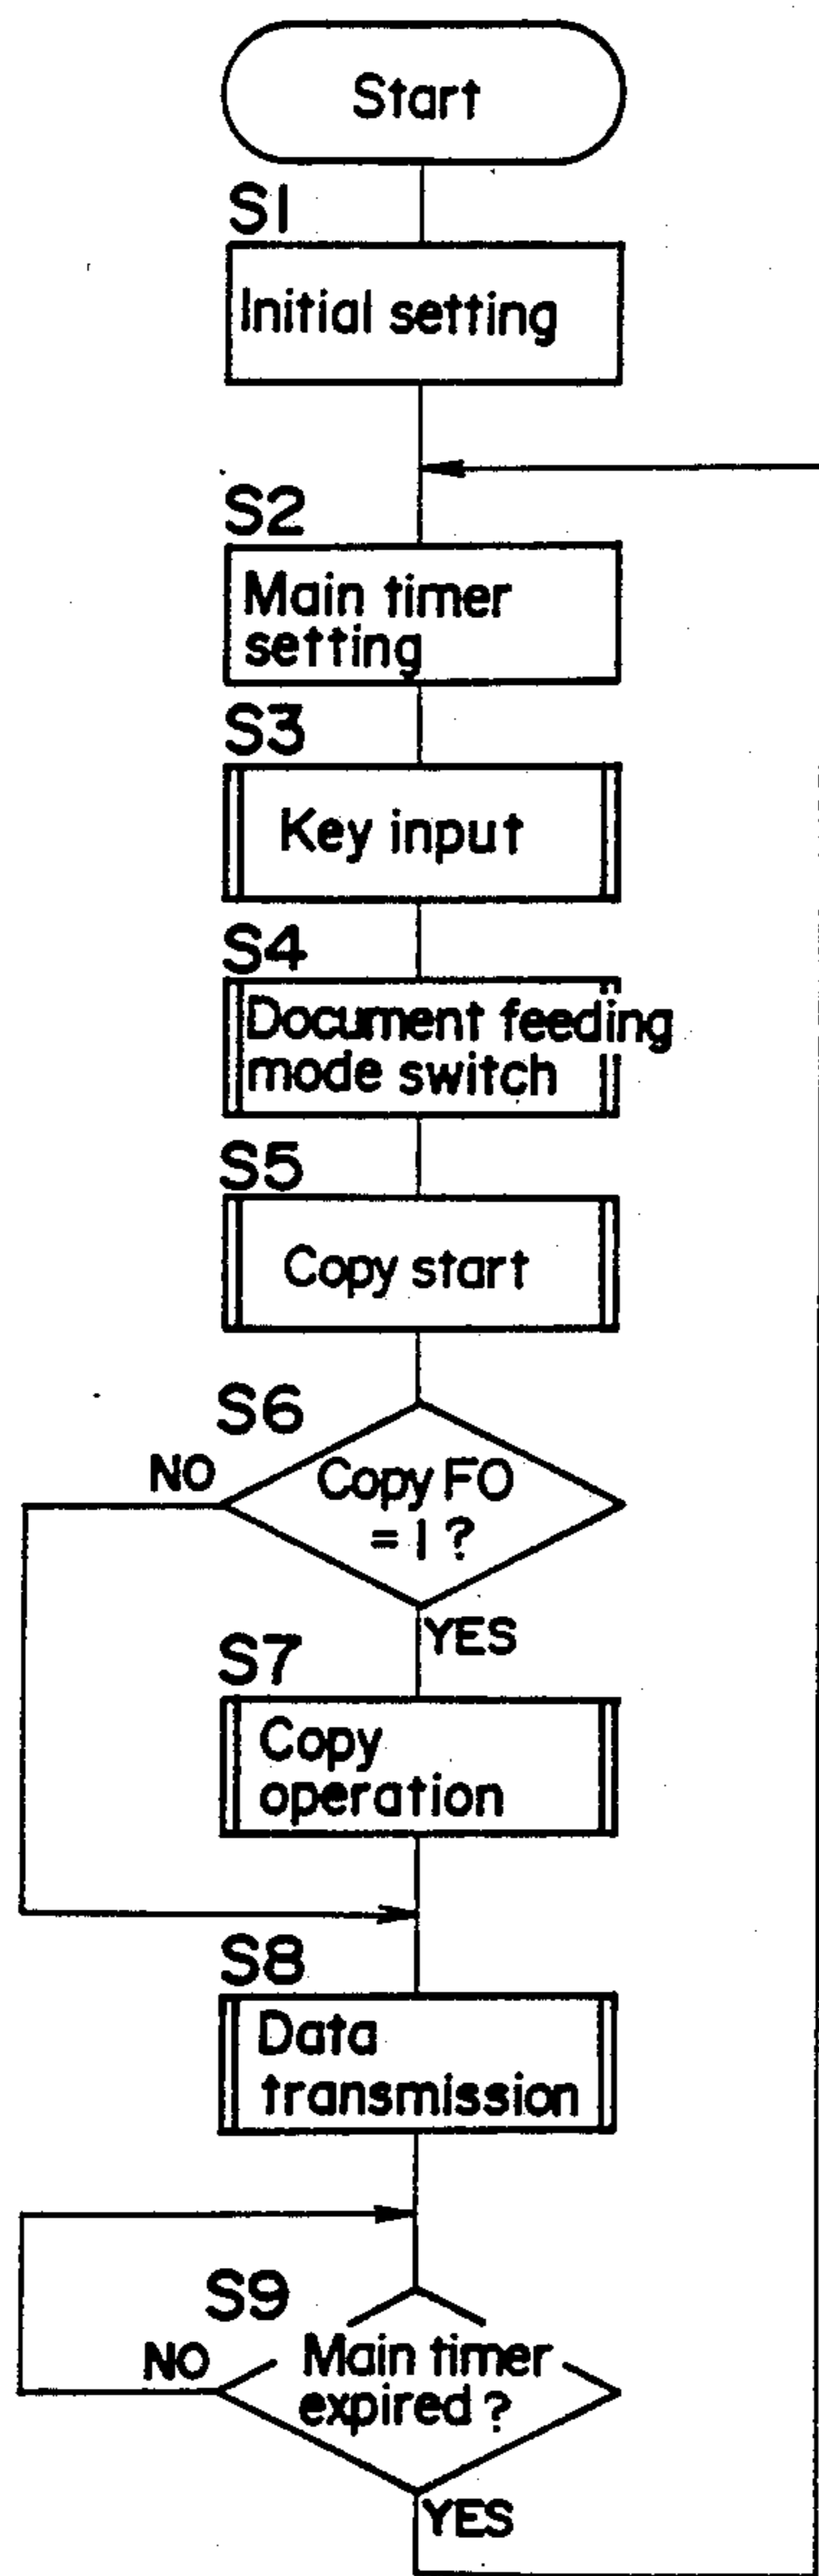 Start
S1
Initial setting
S2
Main timer
setting
S3
Key input
S4
Document feeding
mode switch
S5
Copy start
S6
NO
Copy FO
= 1 ?
YES
S7
Copy
operation
S8
Data
transmission
S9
NO
Main timer
expired ?
YES